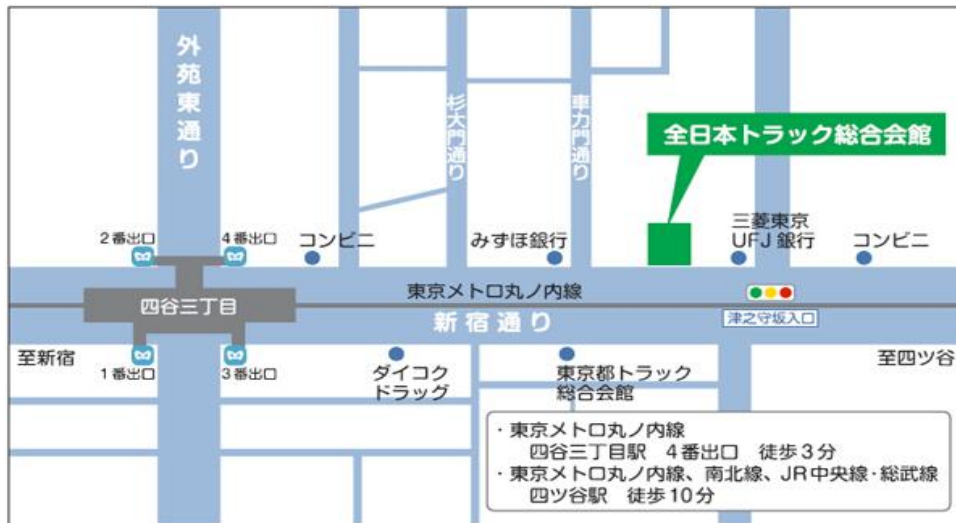 外苑東通り
杉大門通り
車力門通り
全日本トラック総合会館
2番出口
4番出口
コンビニ
みずほ銀行
三菱東京
UFJ銀行
コンビニ
東京メトロ丸ノ内線
四谷三丁目
新宿通り
津之守坂入口
至新宿
至四ツ谷
1番出口
3番出口
ダイコク
ドラッグ
東京都トラック
総合会館
・東京メトロ丸ノ内線
四谷三丁目駅 4番出口 徒歩3分
・東京メトロ丸ノ内線、南北線、JR中央線・総武線
四ツ谷駅 徒歩10分